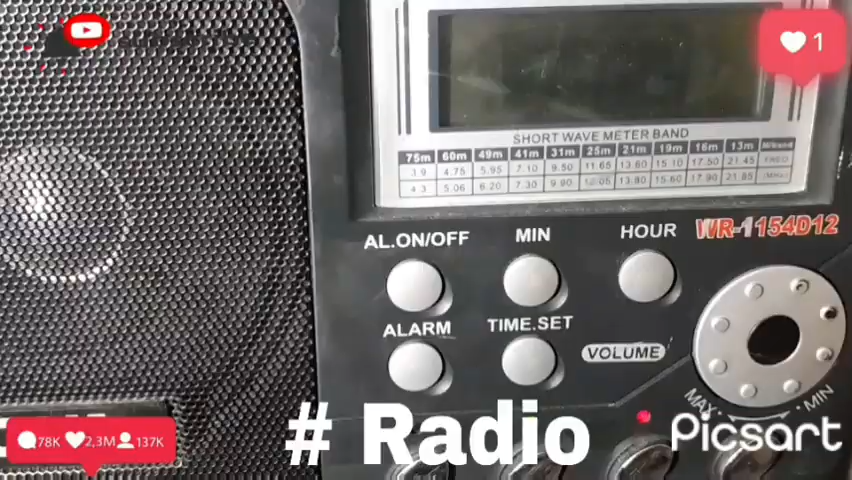 1
SHORT WAVE METER BAND
75m 60m 49m 41m 31m 25m 21m 19m 16m 13m M/Band
3.9 4.75 5.95 7.10 9.50 11.65 13.60 15.10 17.50 21.45 FREQ
4.3 5.06 6.20 7.30 9.90 12.05 13.80 15.60 17.90 21.85 (MHz)
WR-1154D12
AL.ON/OFF MIN HOUR
ALARM TIME.SET
VOLUME
MAX MIN
78K 2,3M 137K
# Radio
Picsart